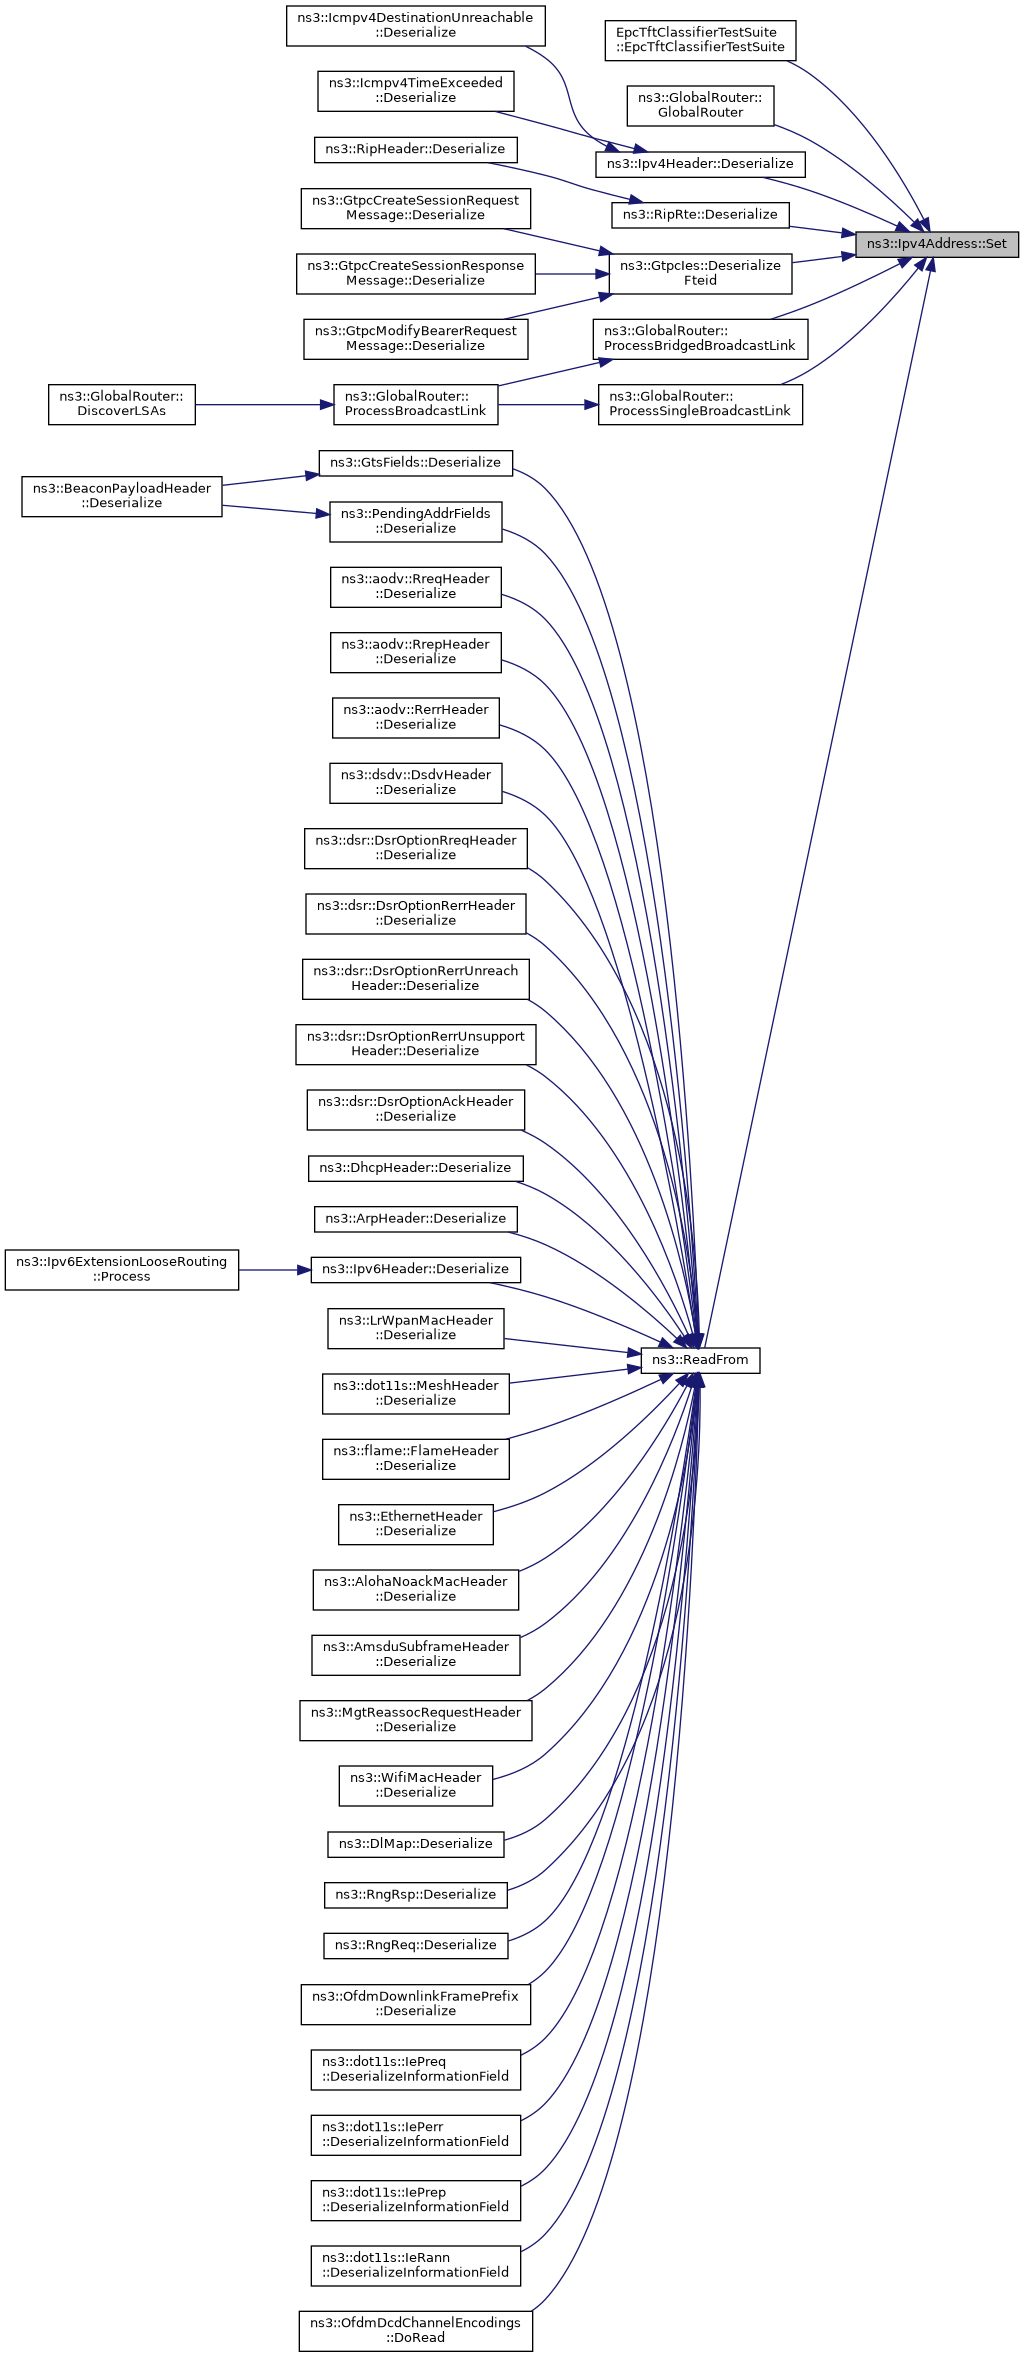 ns3::Icmpv4DestinationUnreachable
::Deserialize
EpcTftClassifierTestSuite
::EpcTftClassifierTestSuite
ns3::Icmpv4TimeExceeded
::Deserialize
ns3::GlobalRouter::
GlobalRouter
ns3::RipHeader::Deserialize
ns3::Ipv4Header::Deserialize
ns3::GtpcCreateSessionRequest
Message::Deserialize
ns3::RipRte::Deserialize
ns3::Ipv4Address::Set
ns3::GtpcCreateSessionResponse
Message::Deserialize
ns3::GtpcIes::Deserialize
Fteid
ns3::GtpcModifyBearerRequest
Message::Deserialize
ns3::GlobalRouter::
ProcessBridgedBroadcastLink
ns3::GlobalRouter::
DiscoverLSAs
ns3::GlobalRouter::
ProcessBroadcastLink
ns3::GlobalRouter::
ProcessSingleBroadcastLink
ns3::GtsFields::Deserialize
ns3::BeaconPayloadHeader
::Deserialize
ns3::PendingAddrFields
::Deserialize
ns3::aodv::RreqHeader
::Deserialize
ns3::aodv::RrepHeader
::Deserialize
ns3::aodv::RerrHeader
::Deserialize
ns3::dsdv::DsdvHeader
::Deserialize
ns3::dsr::DsrOptionRreqHeader
::Deserialize
ns3::dsr::DsrOptionRerrHeader
::Deserialize
ns3::dsr::DsrOptionRerrUnreach
Header::Deserialize
ns3::dsr::DsrOptionRerrUnsupport
Header::Deserialize
ns3::dsr::DsrOptionAckHeader
::Deserialize
ns3::DhcpHeader::Deserialize
ns3::ArpHeader::Deserialize
ns3::Ipv6ExtensionLooseRouting
::Process
ns3::Ipv6Header::Deserialize
ns3::LrWpanMacHeader
::Deserialize
ns3::ReadFrom
ns3::dot11s::MeshHeader
::Deserialize
ns3::flame::FlameHeader
::Deserialize
ns3::EthernetHeader
::Deserialize
ns3::AlohaNoackMacHeader
::Deserialize
ns3::AmsduSubframeHeader
::Deserialize
ns3::MgtReassocRequestHeader
::Deserialize
ns3::WifiMacHeader
::Deserialize
ns3::DlMap::Deserialize
ns3::RngRsp::Deserialize
ns3::RngReq::Deserialize
ns3::OfdmDownlinkFramePrefix
::Deserialize
ns3::dot11s::IePreq
::DeserializeInformationField
ns3::dot11s::IePerr
::DeserializeInformationField
ns3::dot11s::IePrep
::DeserializeInformationField
ns3::dot11s::IeRann
::DeserializeInformationField
ns3::OfdmDcdChannelEncodings
::DoRead